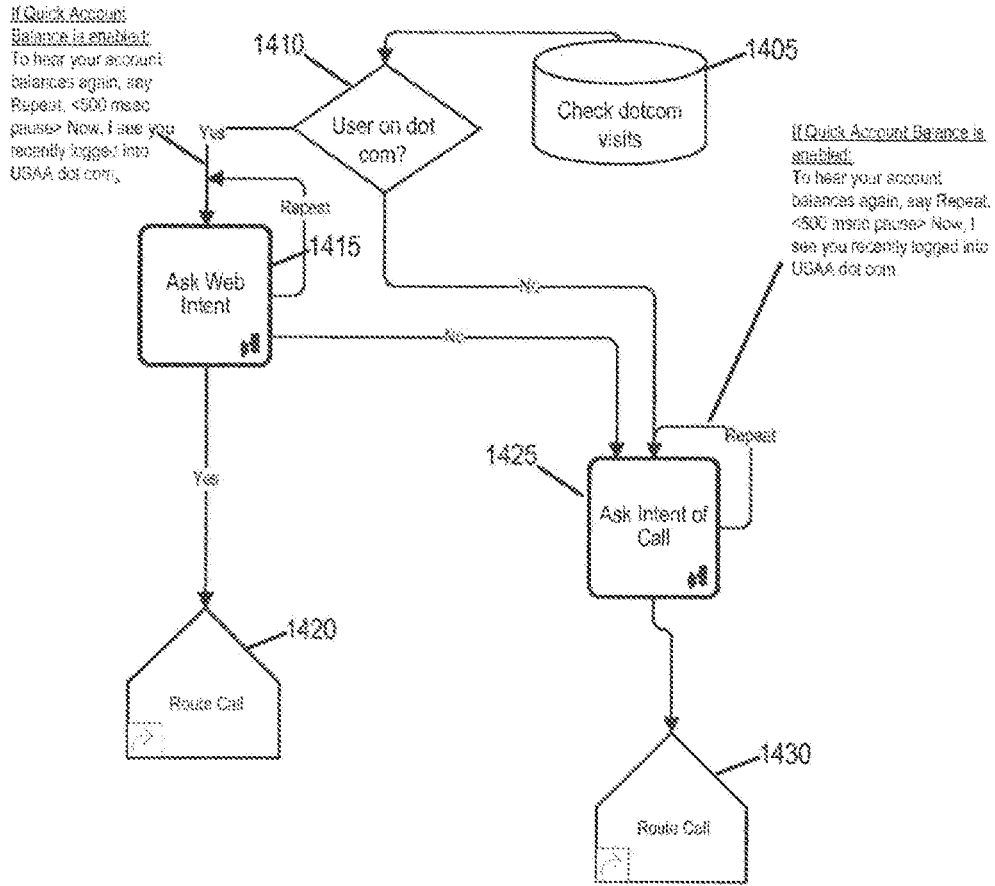 If Quick Account
Balance is enabled:
To hear your account
balances again, say
Repeat. <500 msec
pause> Now, I see you
recently logged into
USAA dot com,
1410
User on dot
com?
1405
Check dotcom
visits
Yes
Repeat
1415
Ask Web
Intent
No
No
If Quick Account Balance is
enabled:
To hear your account
balances again, say Repeat.
<500 msec pause> Now, I
see you recently logged into
USAA dot com
Repeat
1425
Ask Intent of
Call
Yes
1420
Route Call
1430
Route Call